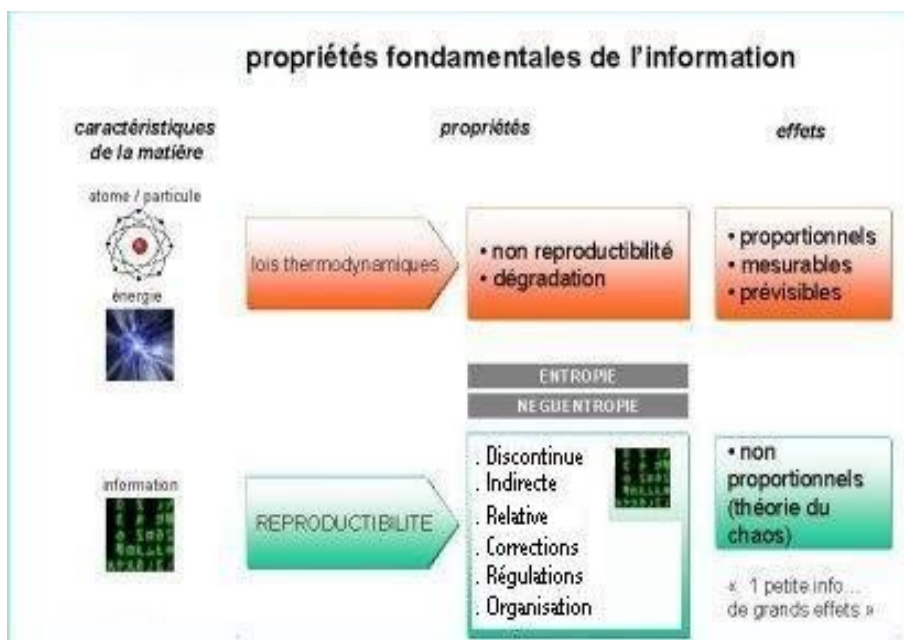 propriétés fondamentales de l'information
caractéristiques
de la matière
propriétés
effets
atome / particule
énergie
lois thermodynamiques
• non reproductibilité
• dégradation
• proportionnels
• mesurables
• prévisibles
ENTROPIE
NEGUENTROPIE
information
REPRODUCTIBILITE
. Discontinue
. Indirecte
. Relative
. Corrections
. Régulations
. Organisation
• non
proportionnels
(théorie du
chaos)
« 1 petite info...
de grands effets »